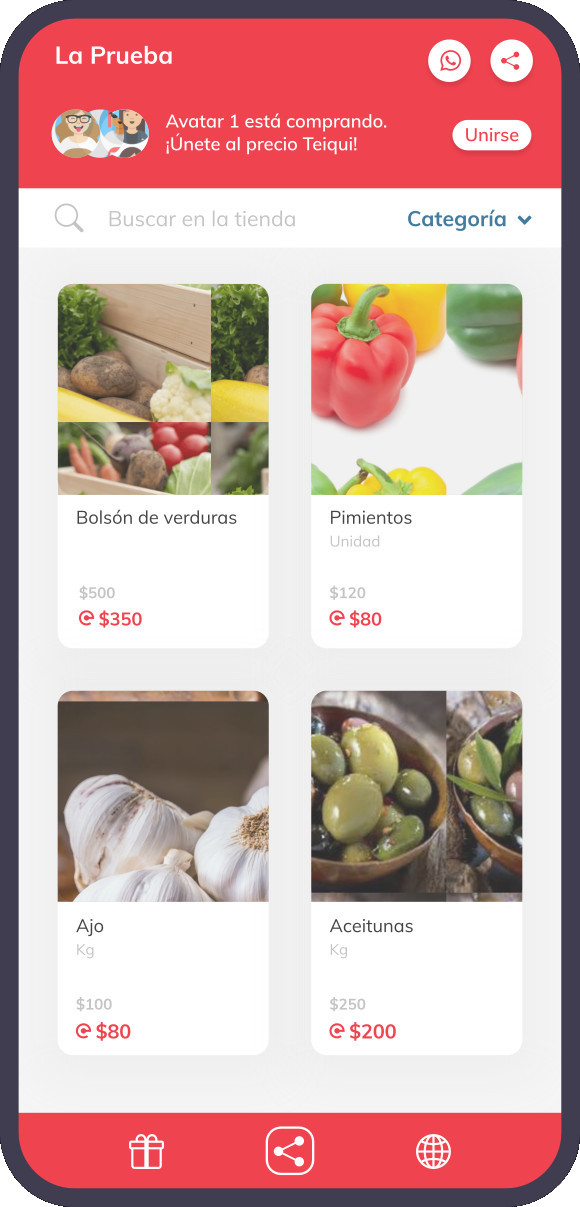 La Prueba
Avatar 1 está comprando.
¡Únete al precio Teiqui!
Unirse
Buscar en la tienda
Categoría
Bolsón de verduras
$500
$350
Pimientos
Unidad
$120
$80
Ajo
Kg
$100
$80
Aceitunas
Kg
$250
$200